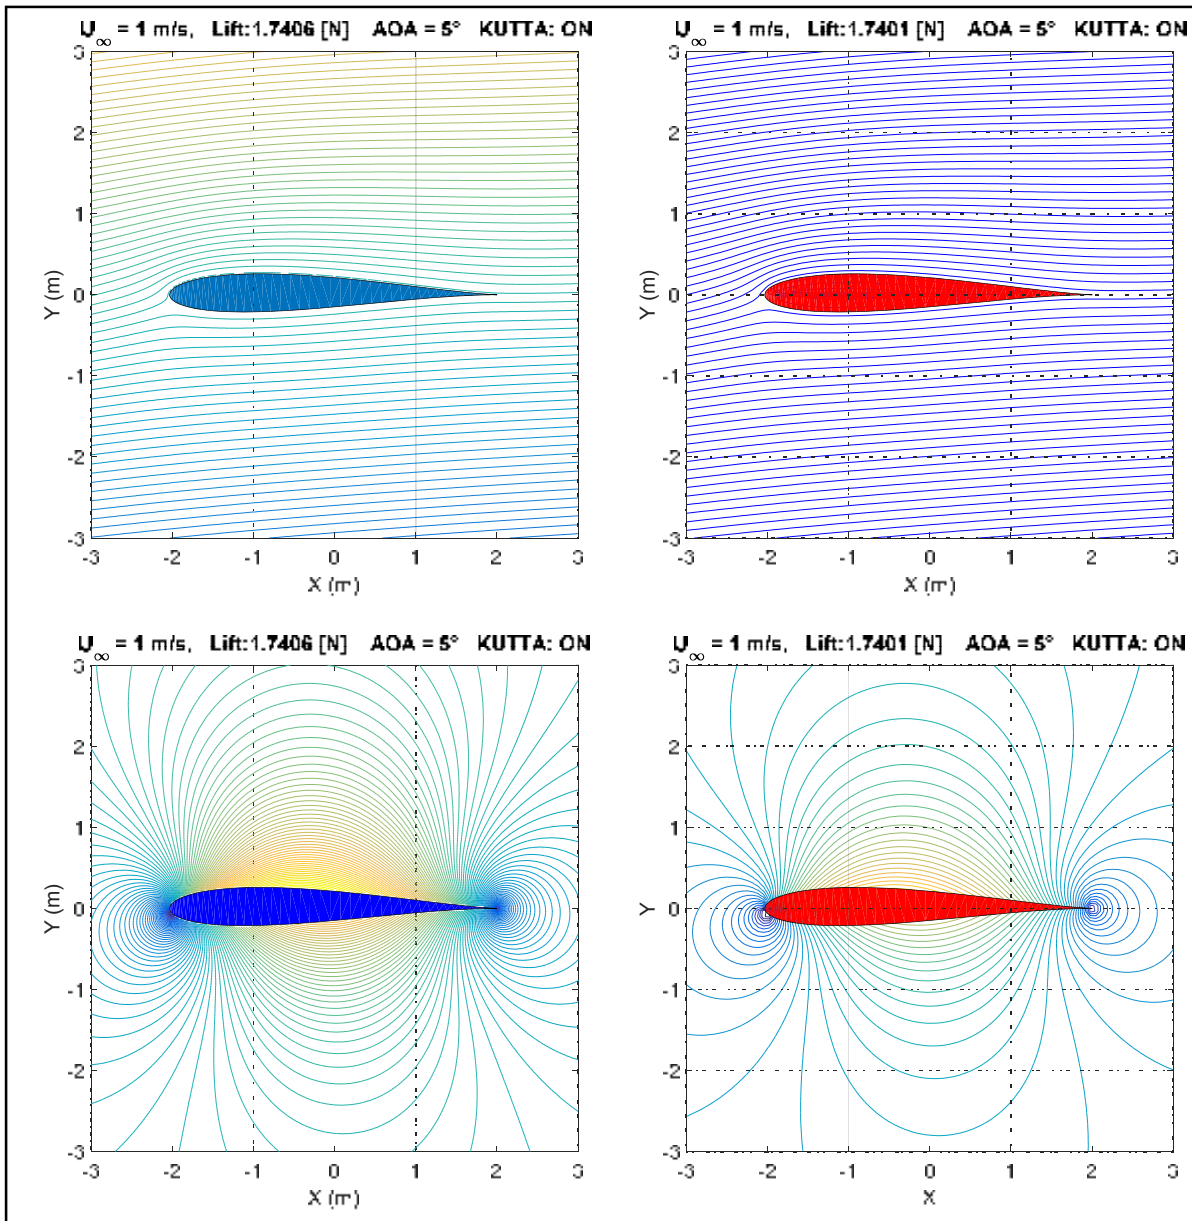 U∞ = 1 m/s, Lift:1.7406 [N] AOA = 5° KUTTA: ON
3
2
1
0
-1
-2
-3
Y (m)
-3 -2 -1 0 1 2 3
X (m)
U∞ = 1 m/s, Lift:1.7401 [N] AOA = 5° KUTTA: ON
3
2
1
0
-1
-2
-3
Y (m)
-3 -2 -1 0 1 2 3
X (m)
U∞ = 1 m/s, Lift:1.7406 [N] AOA = 5° KUTTA: ON
3
2
1
0
-1
-2
-3
Y (m)
-3 -2 -1 0 1 2 3
X (m)
U∞ = 1 m/s, Lift:1.7401 [N] AOA = 5° KUTTA: ON
3
2
1
0
-1
-2
-3
Y
-3 -2 -1 0 1 2 3
X